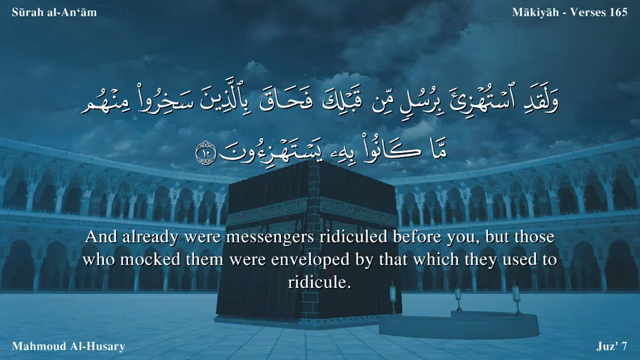 Sūrah al-An‘ām
Mākiyāh - Verses 165
وَلَقَدِ ٱسْتُهْزِئَ بِرُسُلٍ مِّن قَبْلِكَ فَحَاقَ بِٱلَّذِينَ سَخِرُوا۟ مِنْهُم
مَّا كَانُوا۟ بِهِۦ يَسْتَهْزِءُونَ ١٠
And already were messengers ridiculed before you, but those
who mocked them were enveloped by that which they used to
ridicule.
Mahmoud Al-Husary
Juz' 7